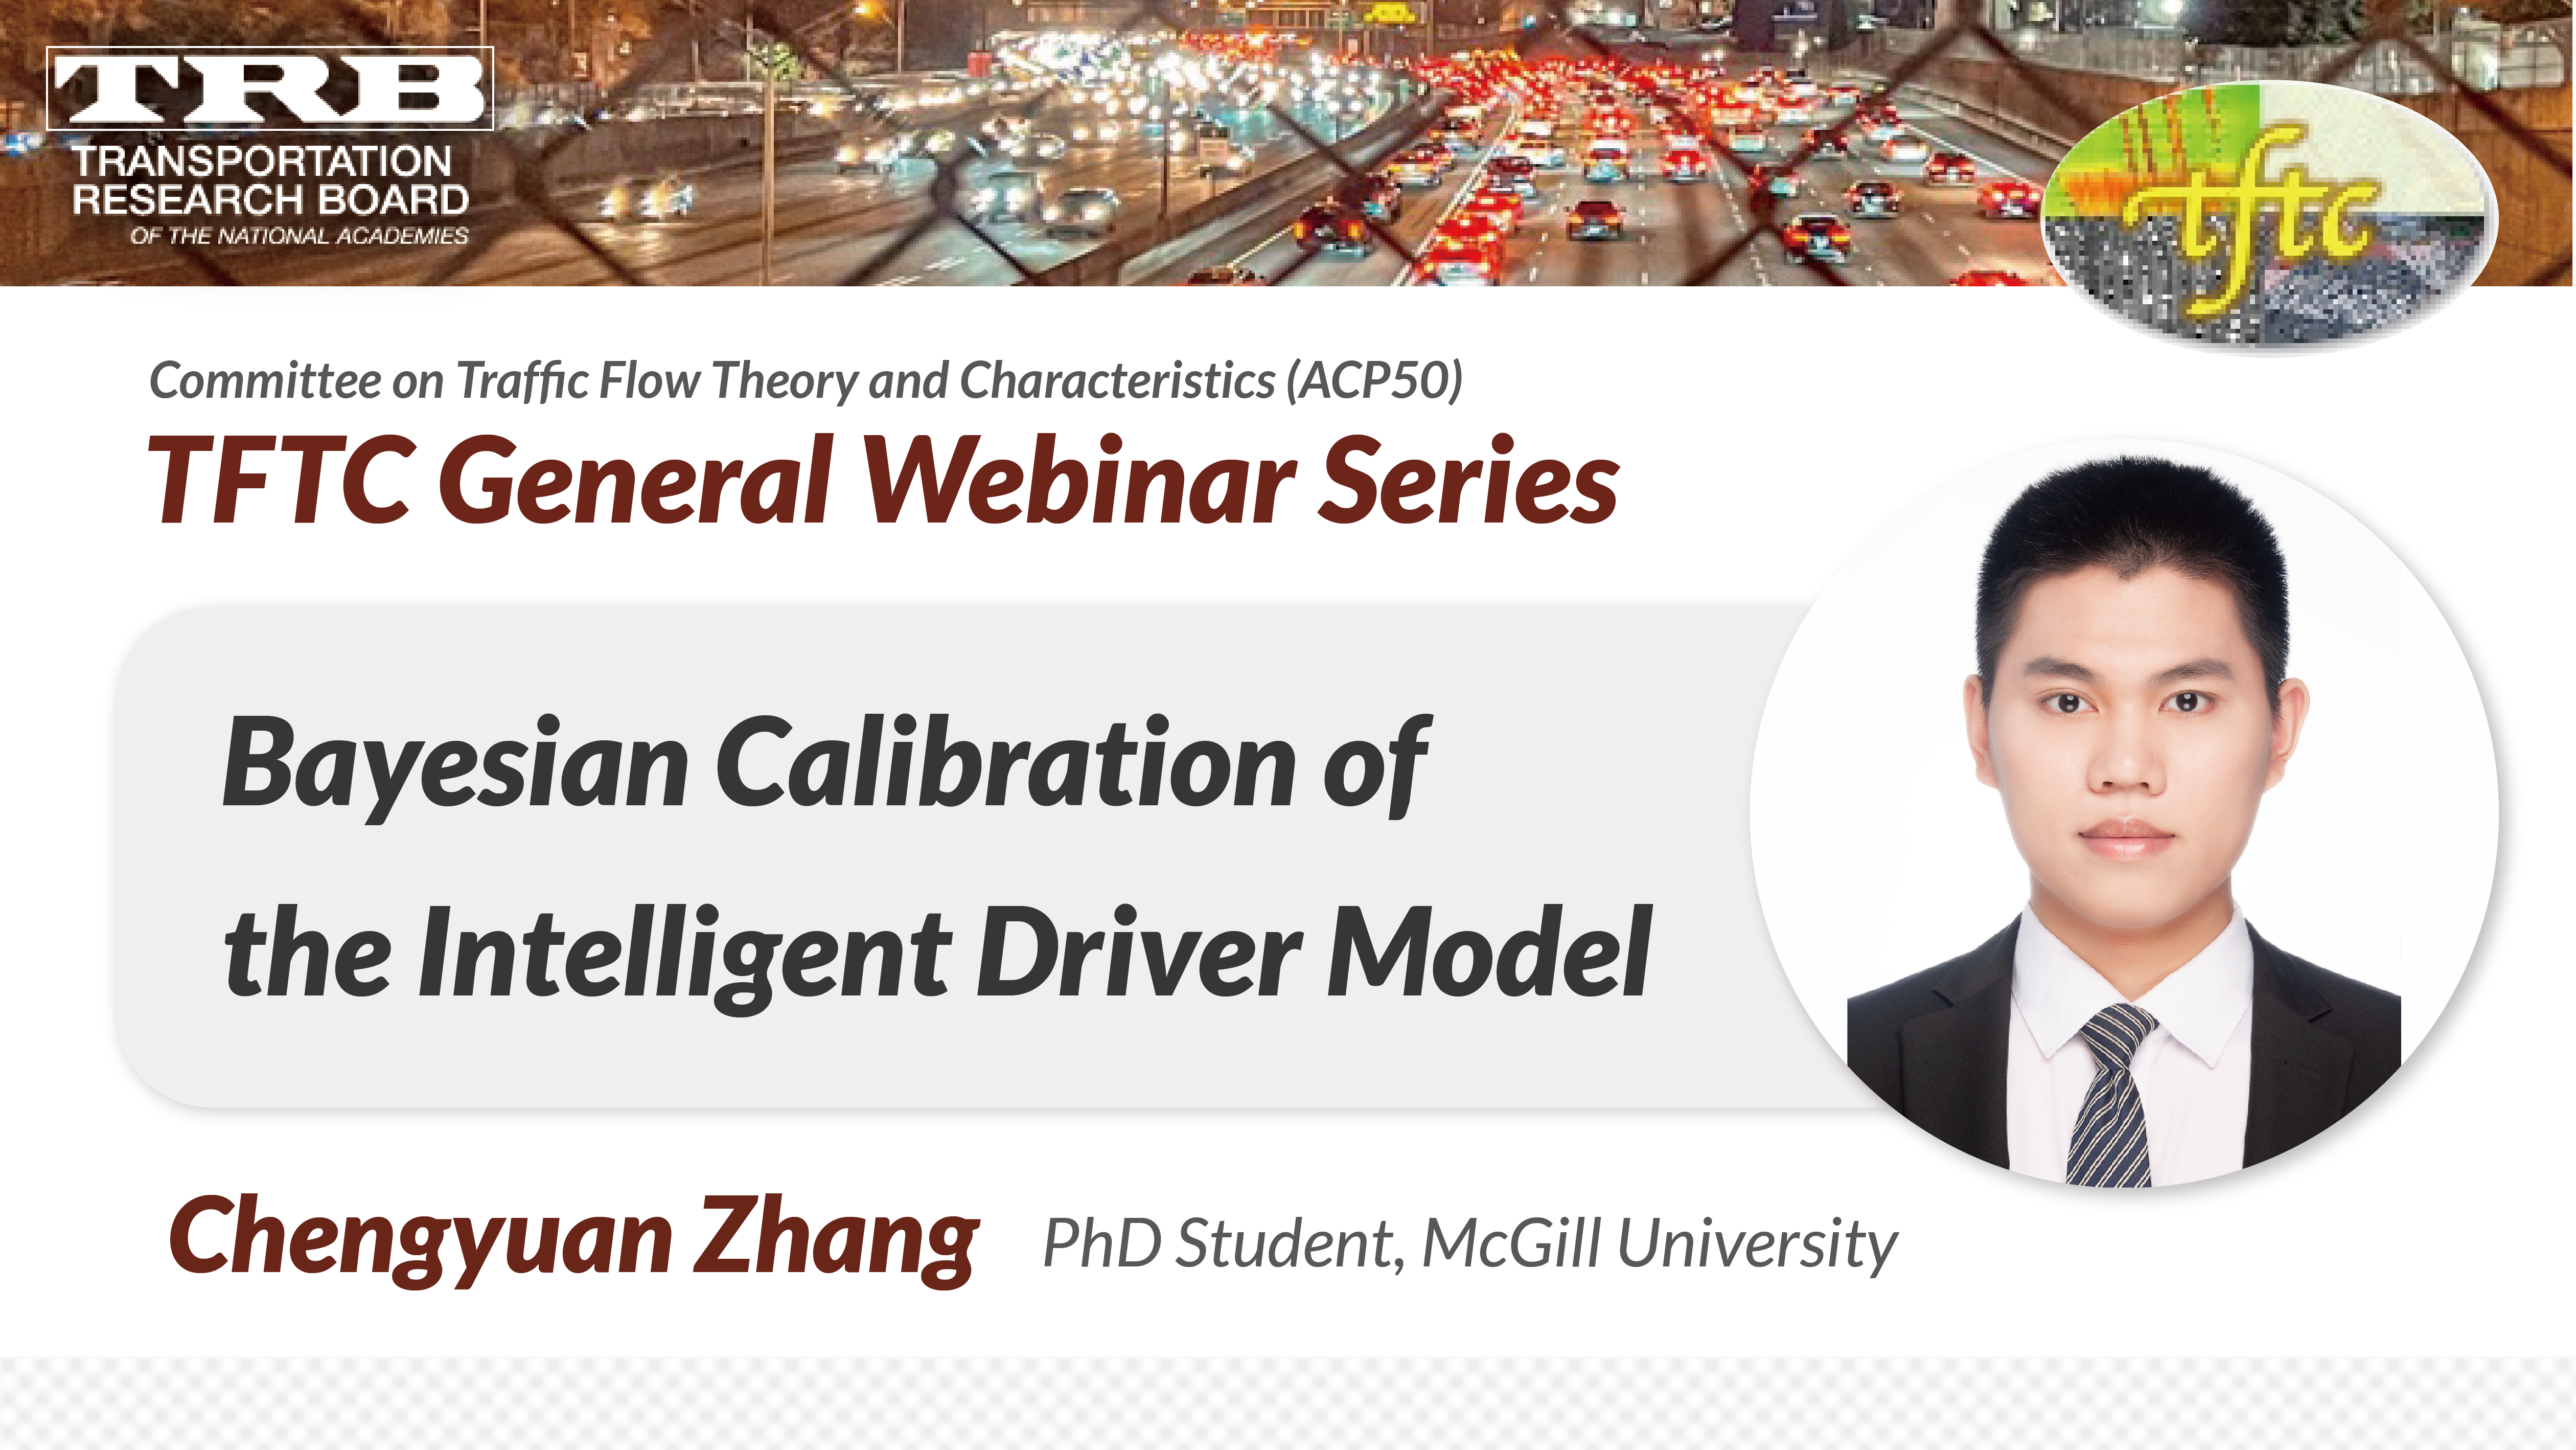 TRB
TRANSPORTATION
RESEARCH BOARD
OF THE NATIONAL ACADEMIES
tftc
Committee on Traffic Flow Theory and Characteristics (ACP50)
TFTC General Webinar Series
Bayesian Calibration of
the Intelligent Driver Model
Chengyuan Zhang PhD Student, McGill University